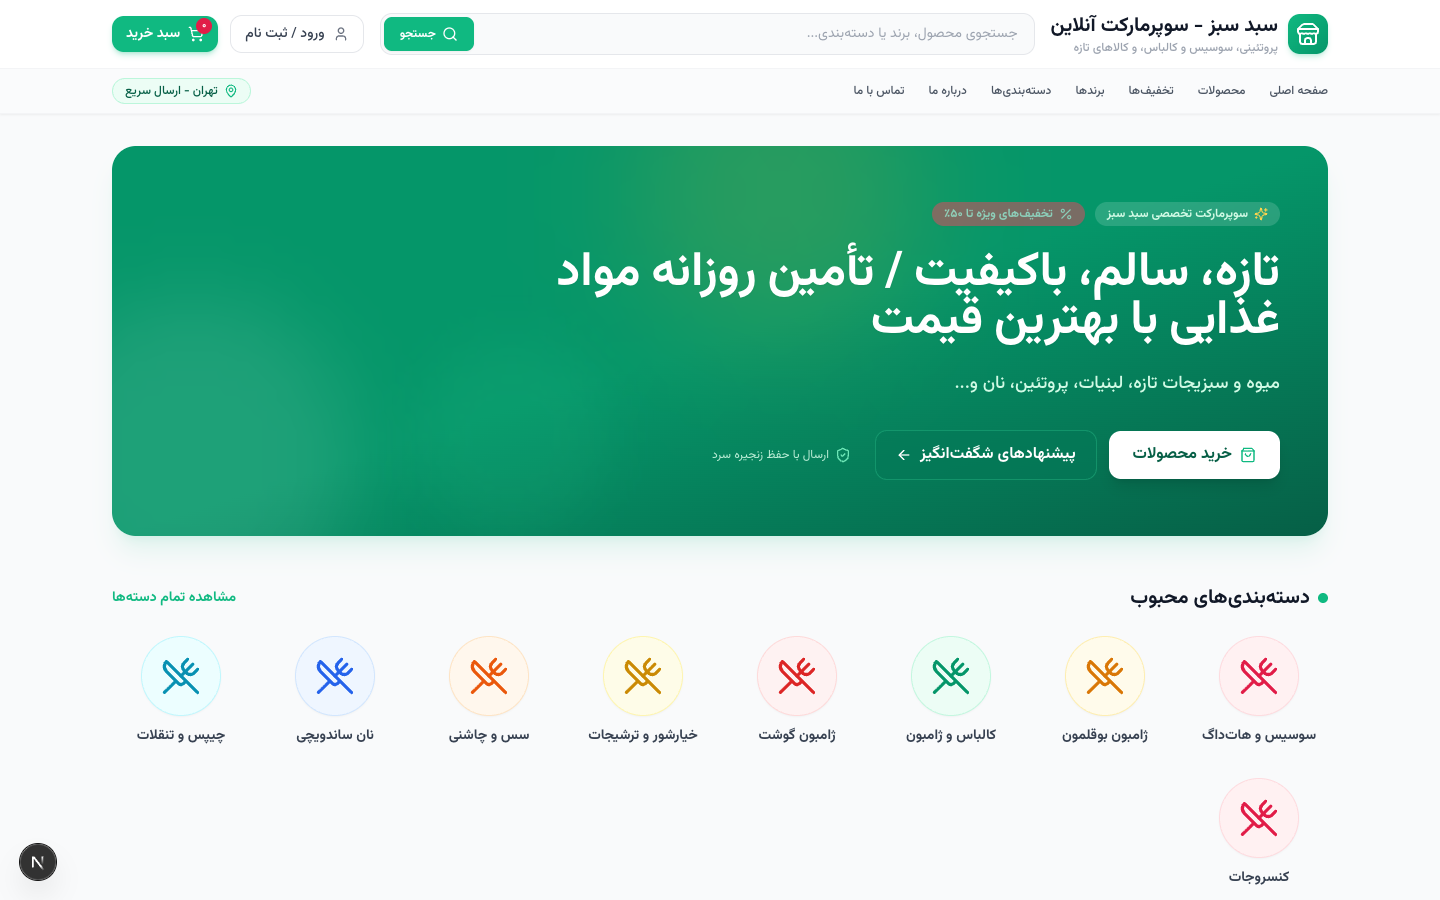 سبد سبز - سوپرمارکت آنلاین
پروتئینی، سوسیس و کالباس، و کالاهای تازه
جستجوی محصول، برند یا دسته‌بندی...
جستجو
ورود / ثبت نام
سبد خرید
۰
صفحه اصلی
محصولات
تخفیف‌ها
برندها
دسته‌بندی‌ها
درباره ما
تماس با ما
تهران - ارسال سریع
سوپرمارکت تخصصی سبد سبز
تخفیف‌های ویژه تا ۵۰٪
تازه، سالم، باکیفیت / تأمین روزانه مواد
غذایی با بهترین قیمت
میوه و سبزیجات تازه، لبنیات، پروتئین، نان و...
خرید محصولات
پیشنهادهای شگفت‌انگیز
ارسال با حفظ زنجیره سرد
دسته‌بندی‌های محبوب
مشاهده تمام دسته‌ها
سوسیس و هات‌داگ
ژامبون بوقلمون
کالباس و ژامبون
ژامبون گوشت
خیارشور و ترشیجات
سس و چاشنی
نان ساندویچی
چیپس و تنقلات
کنسروجات
N